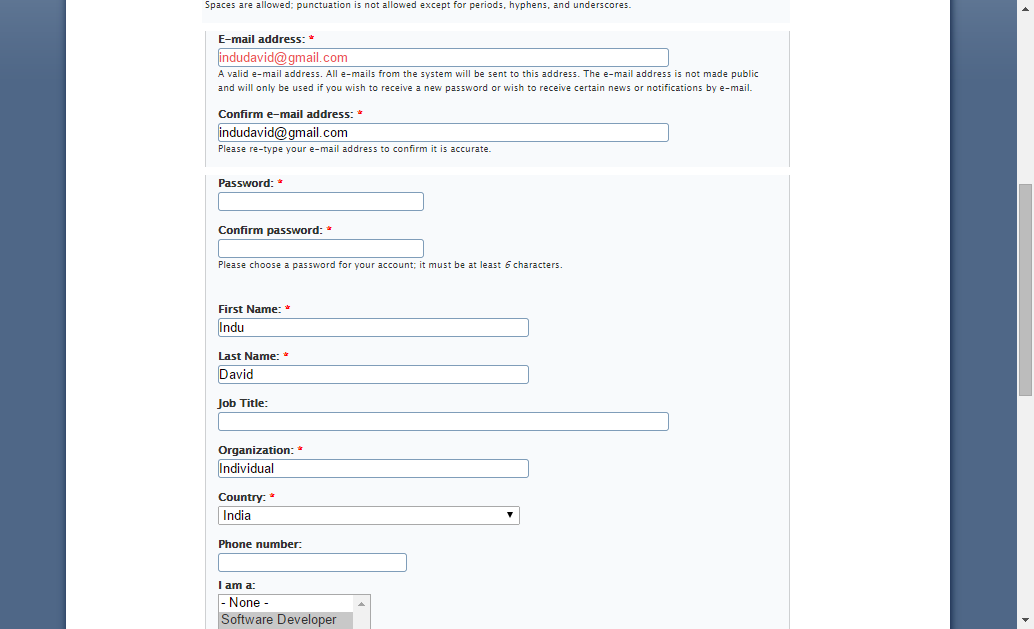 Spaces are allowed; punctuation is not allowed except for periods, hyphens, and underscores.
E-mail address: *
indudavid@gmail.com
A valid e-mail address. All e-mails from the system will be sent to this address. The e-mail address is not made public
and will only be used if you wish to receive a new password or wish to receive certain news or notifications by e-mail.
Confirm e-mail address: *
indudavid@gmail.com
Please re-type your e-mail address to confirm it is accurate.
Password: *
Confirm password: *
Please choose a password for your account; it must be at least 6 characters.
First Name: *
Indu
Last Name: *
David
Job Title:
Organization: *
Individual
Country: *
India
Phone number:
I am a:
- None -
Software Developer